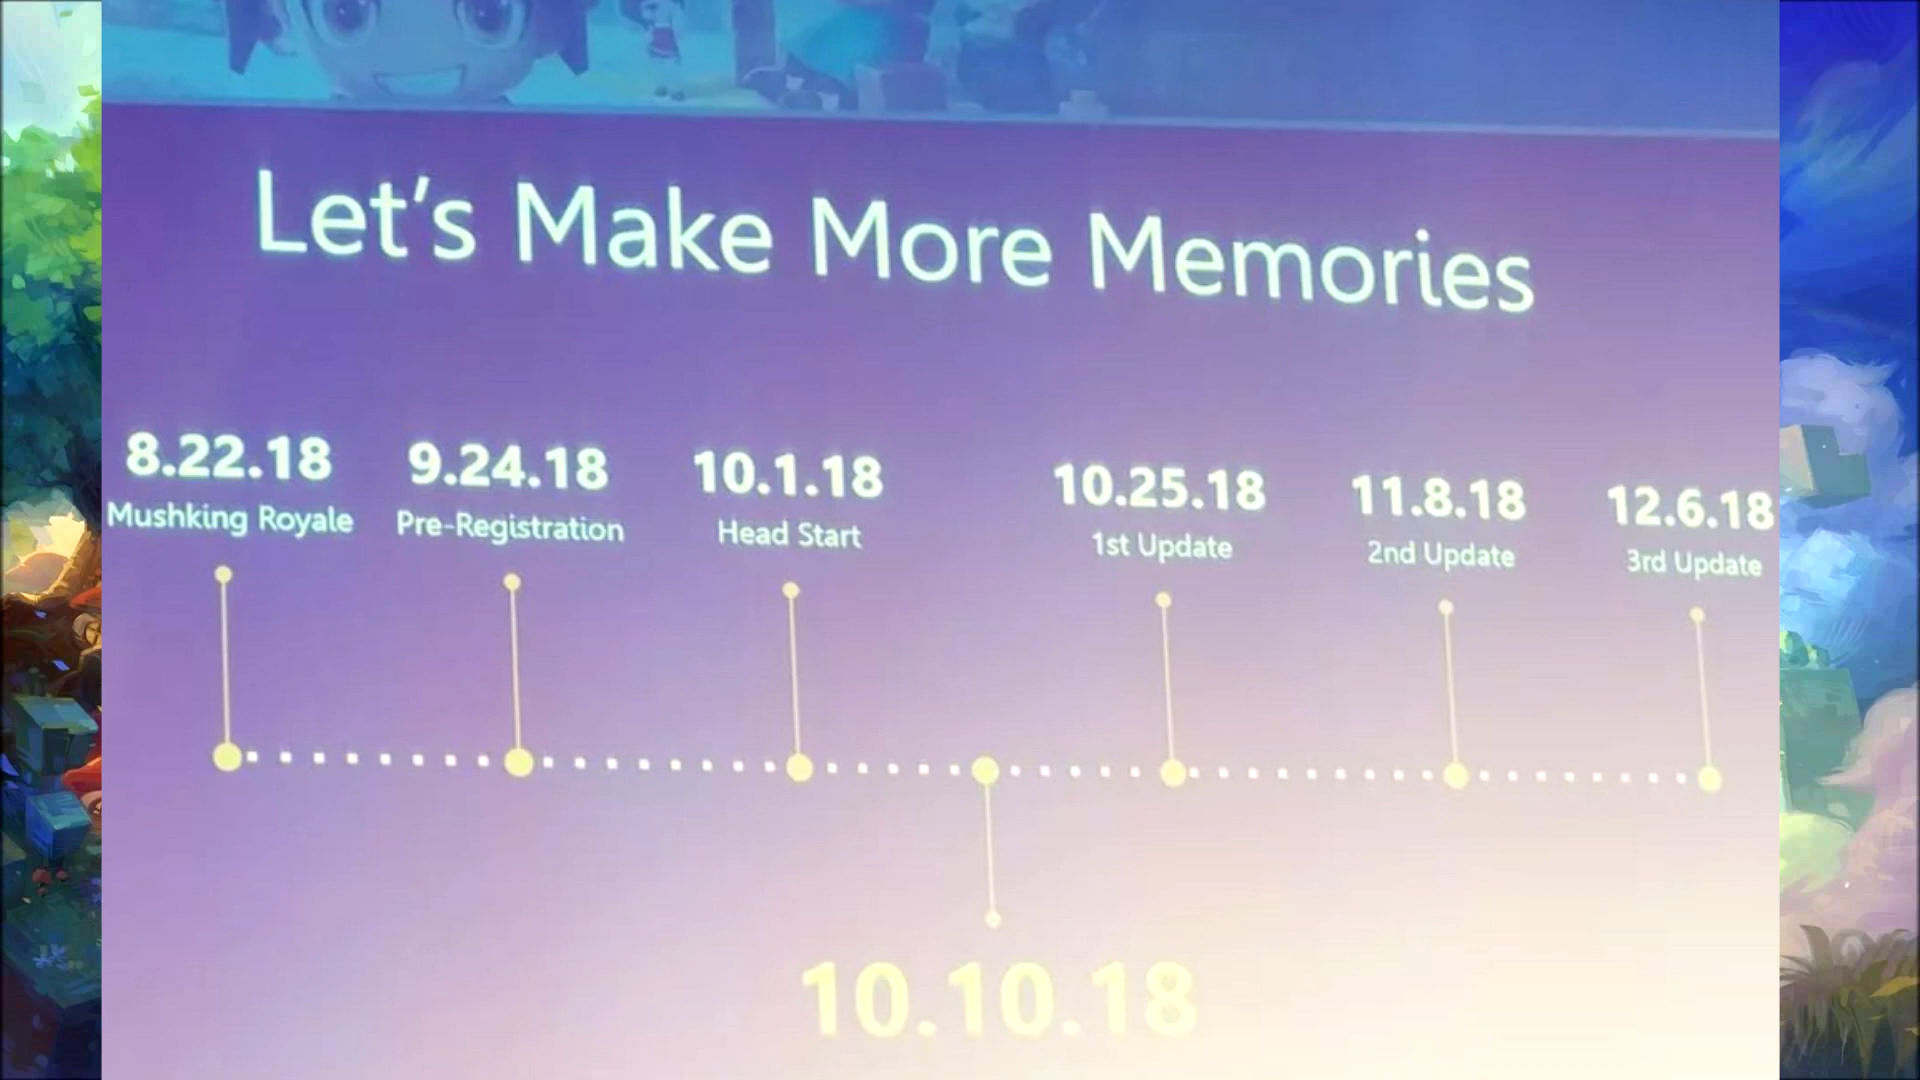 Let's Make More Memories
8.22.18
Mushking Royale
9.24.18
Pre-Registration
10.1.18
Head Start
10.10.18
10.25.18
1st Update
11.8.18
2nd Update
12.6.18
3rd Update